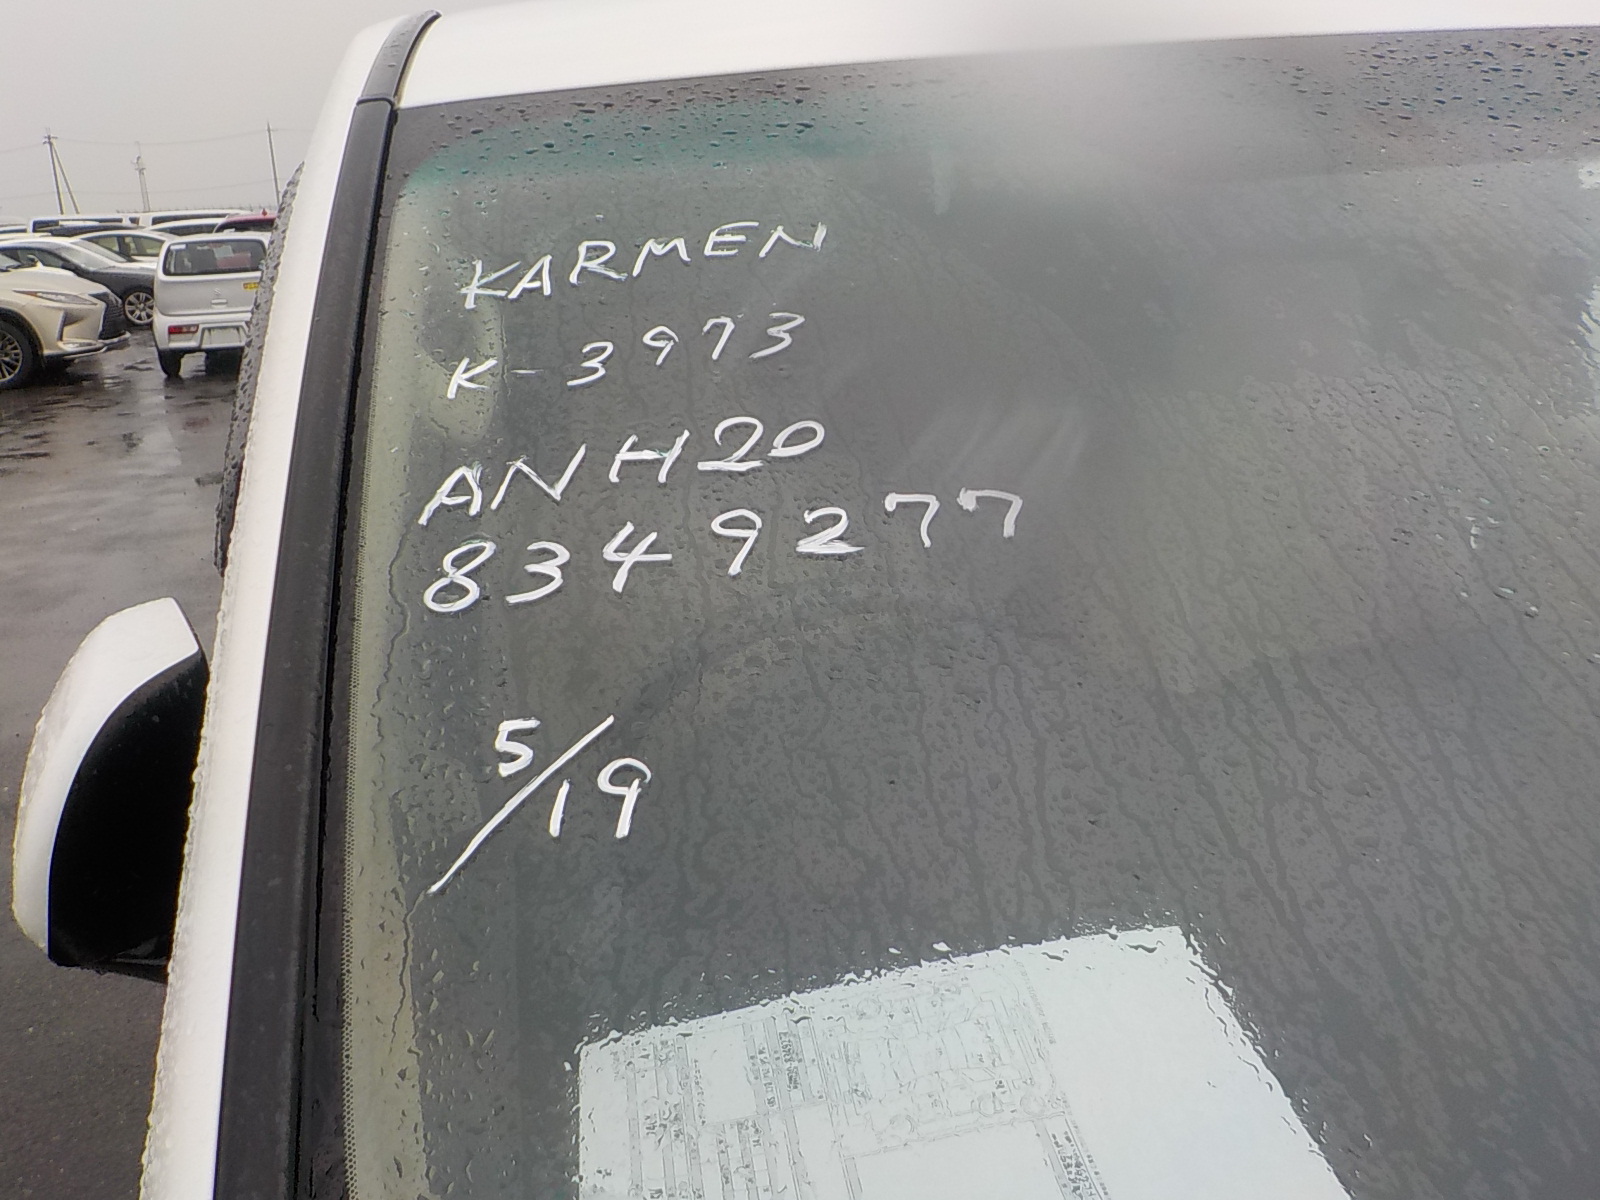 KARMEN
K-3973
ANH20
8349277
5/19